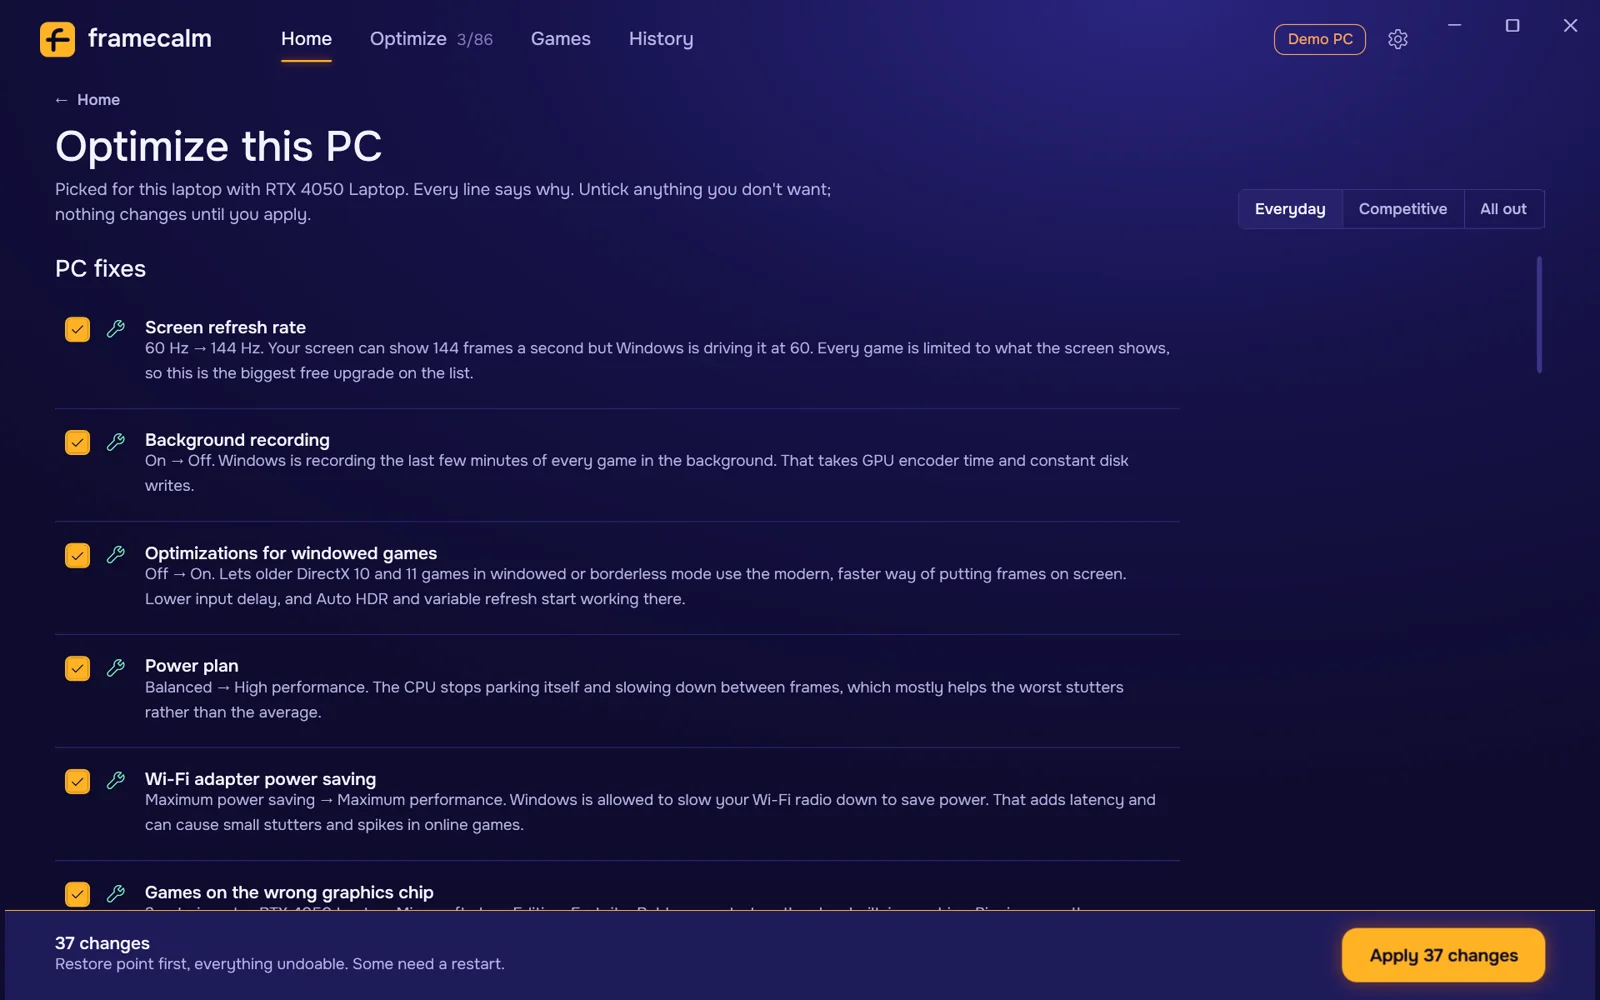 framecalm
Home
Optimize 3/86
Games
History
Demo PC
← Home
Optimize this PC
Picked for this laptop with RTX 4050 Laptop. Every line says why. Untick anything you don't want;
nothing changes until you apply.
Everyday
Competitive
All out
PC fixes
Screen refresh rate
60 Hz → 144 Hz. Your screen can show 144 frames a second but Windows is driving it at 60. Every game is limited to what the screen shows,
so this is the biggest free upgrade on the list.
Background recording
On → Off. Windows is recording the last few minutes of every game in the background. That takes GPU encoder time and constant disk
writes.
Optimizations for windowed games
Off → On. Lets older DirectX 10 and 11 games in windowed or borderless mode use the modern, faster way of putting frames on screen.
Lower input delay, and Auto HDR and variable refresh start working there.
Power plan
Balanced → High performance. The CPU stops parking itself and slowing down between frames, which mostly helps the worst stutters
rather than the average.
Wi-Fi adapter power saving
Maximum power saving → Maximum performance. Windows is allowed to slow your Wi-Fi radio down to save power. That adds latency and
can cause small stutters and spikes in online games.
Games on the wrong graphics chip
37 changes
Restore point first, everything undoable. Some need a restart.
Apply 37 changes